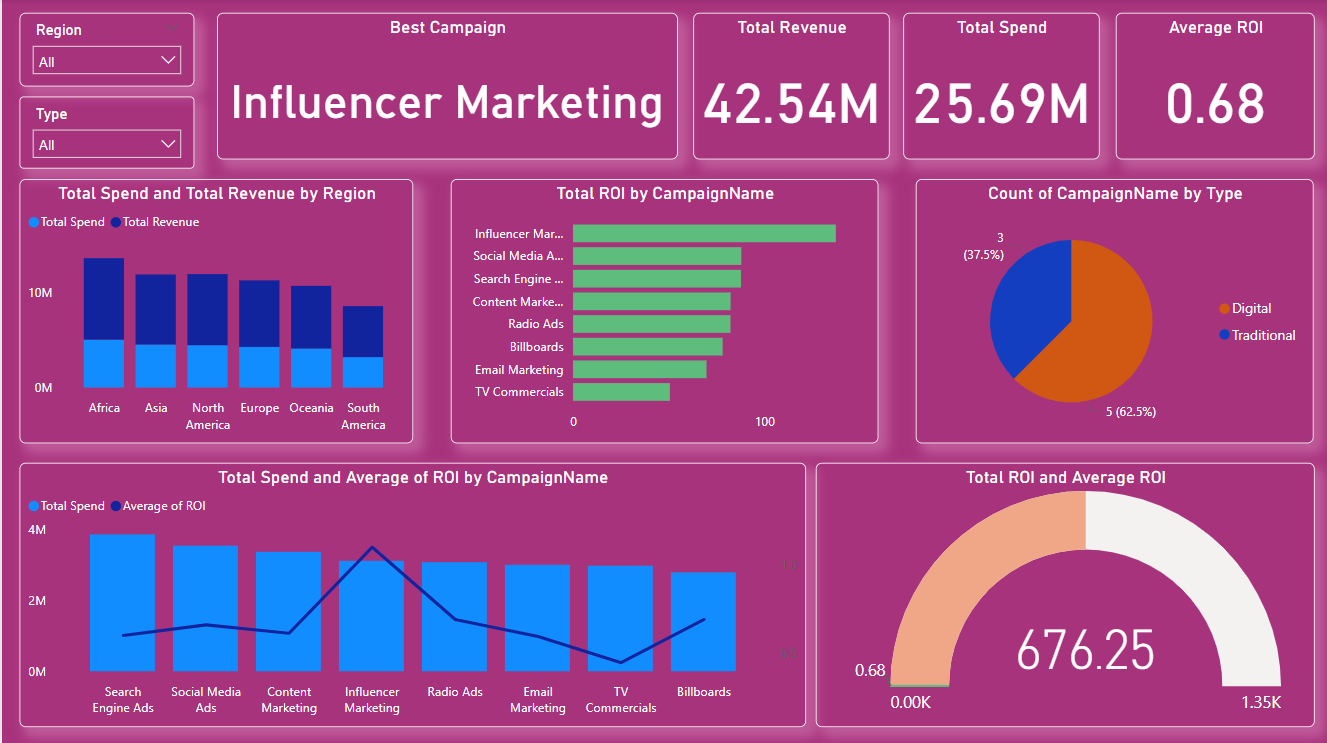 Region
All
Type
All
Best Campaign
Influencer Marketing
Total Revenue
42.54M
Total Spend
25.69M
Average ROI
0.68
Total Spend and Total Revenue by Region
Total Spend Total Revenue
10M
0M
Africa
Asia
North
America
Europe
Oceania
South
America
Total ROI by CampaignName
Influencer Mar...
Social Media A...
Search Engine ...
Content Marke...
Radio Ads
Billboards
Email Marketing
TV Commercials
0
100
Count of CampaignName by Type
3
(37.5%)
5 (62.5%)
Digital
Traditional
Total Spend and Average of ROI by CampaignName
Total Spend Average of ROI
4M
2M
0M
Search
Engine Ads
Social Media
Ads
Content
Marketing
Influencer
Marketing
Radio Ads
Email
Marketing
TV
Commercials
Billboards
Total ROI and Average ROI
0.68
676.25
0.00K
1.35K